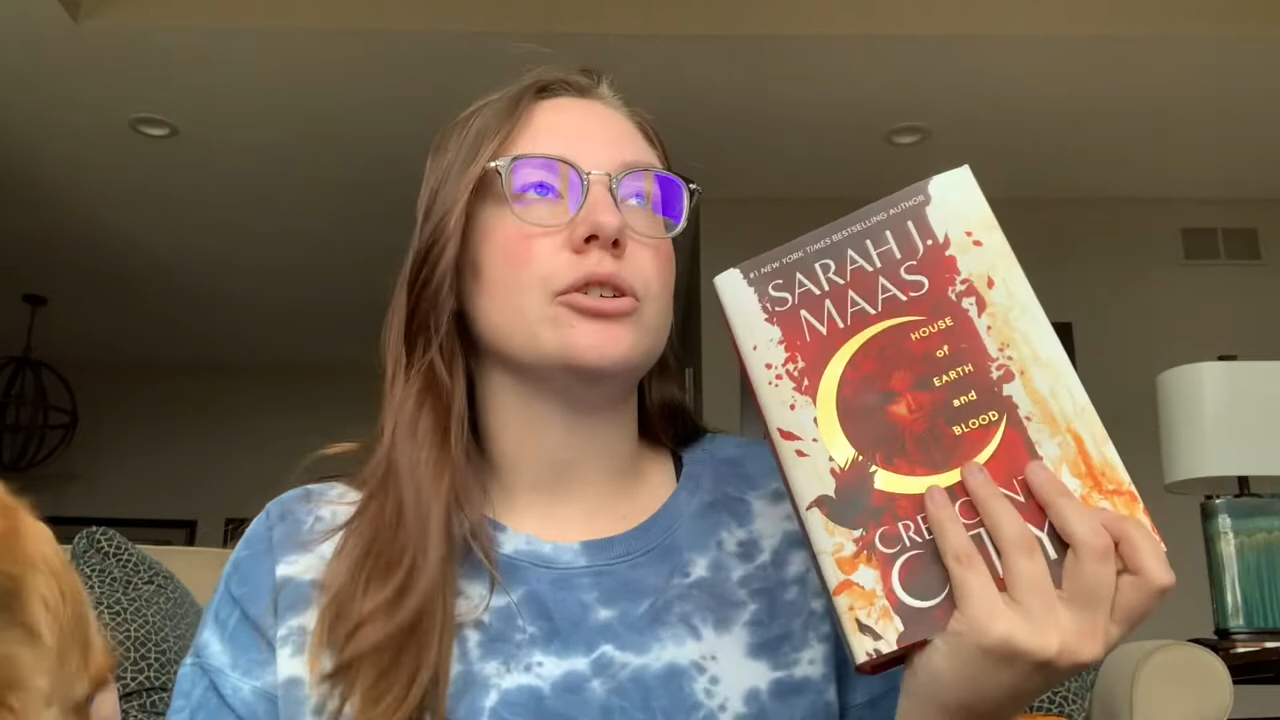 #1 NEW YORK TIMES BESTSELLING AUTHOR
SARAH J.
MAAS
HOUSE
of
EARTH
and
BLOOD